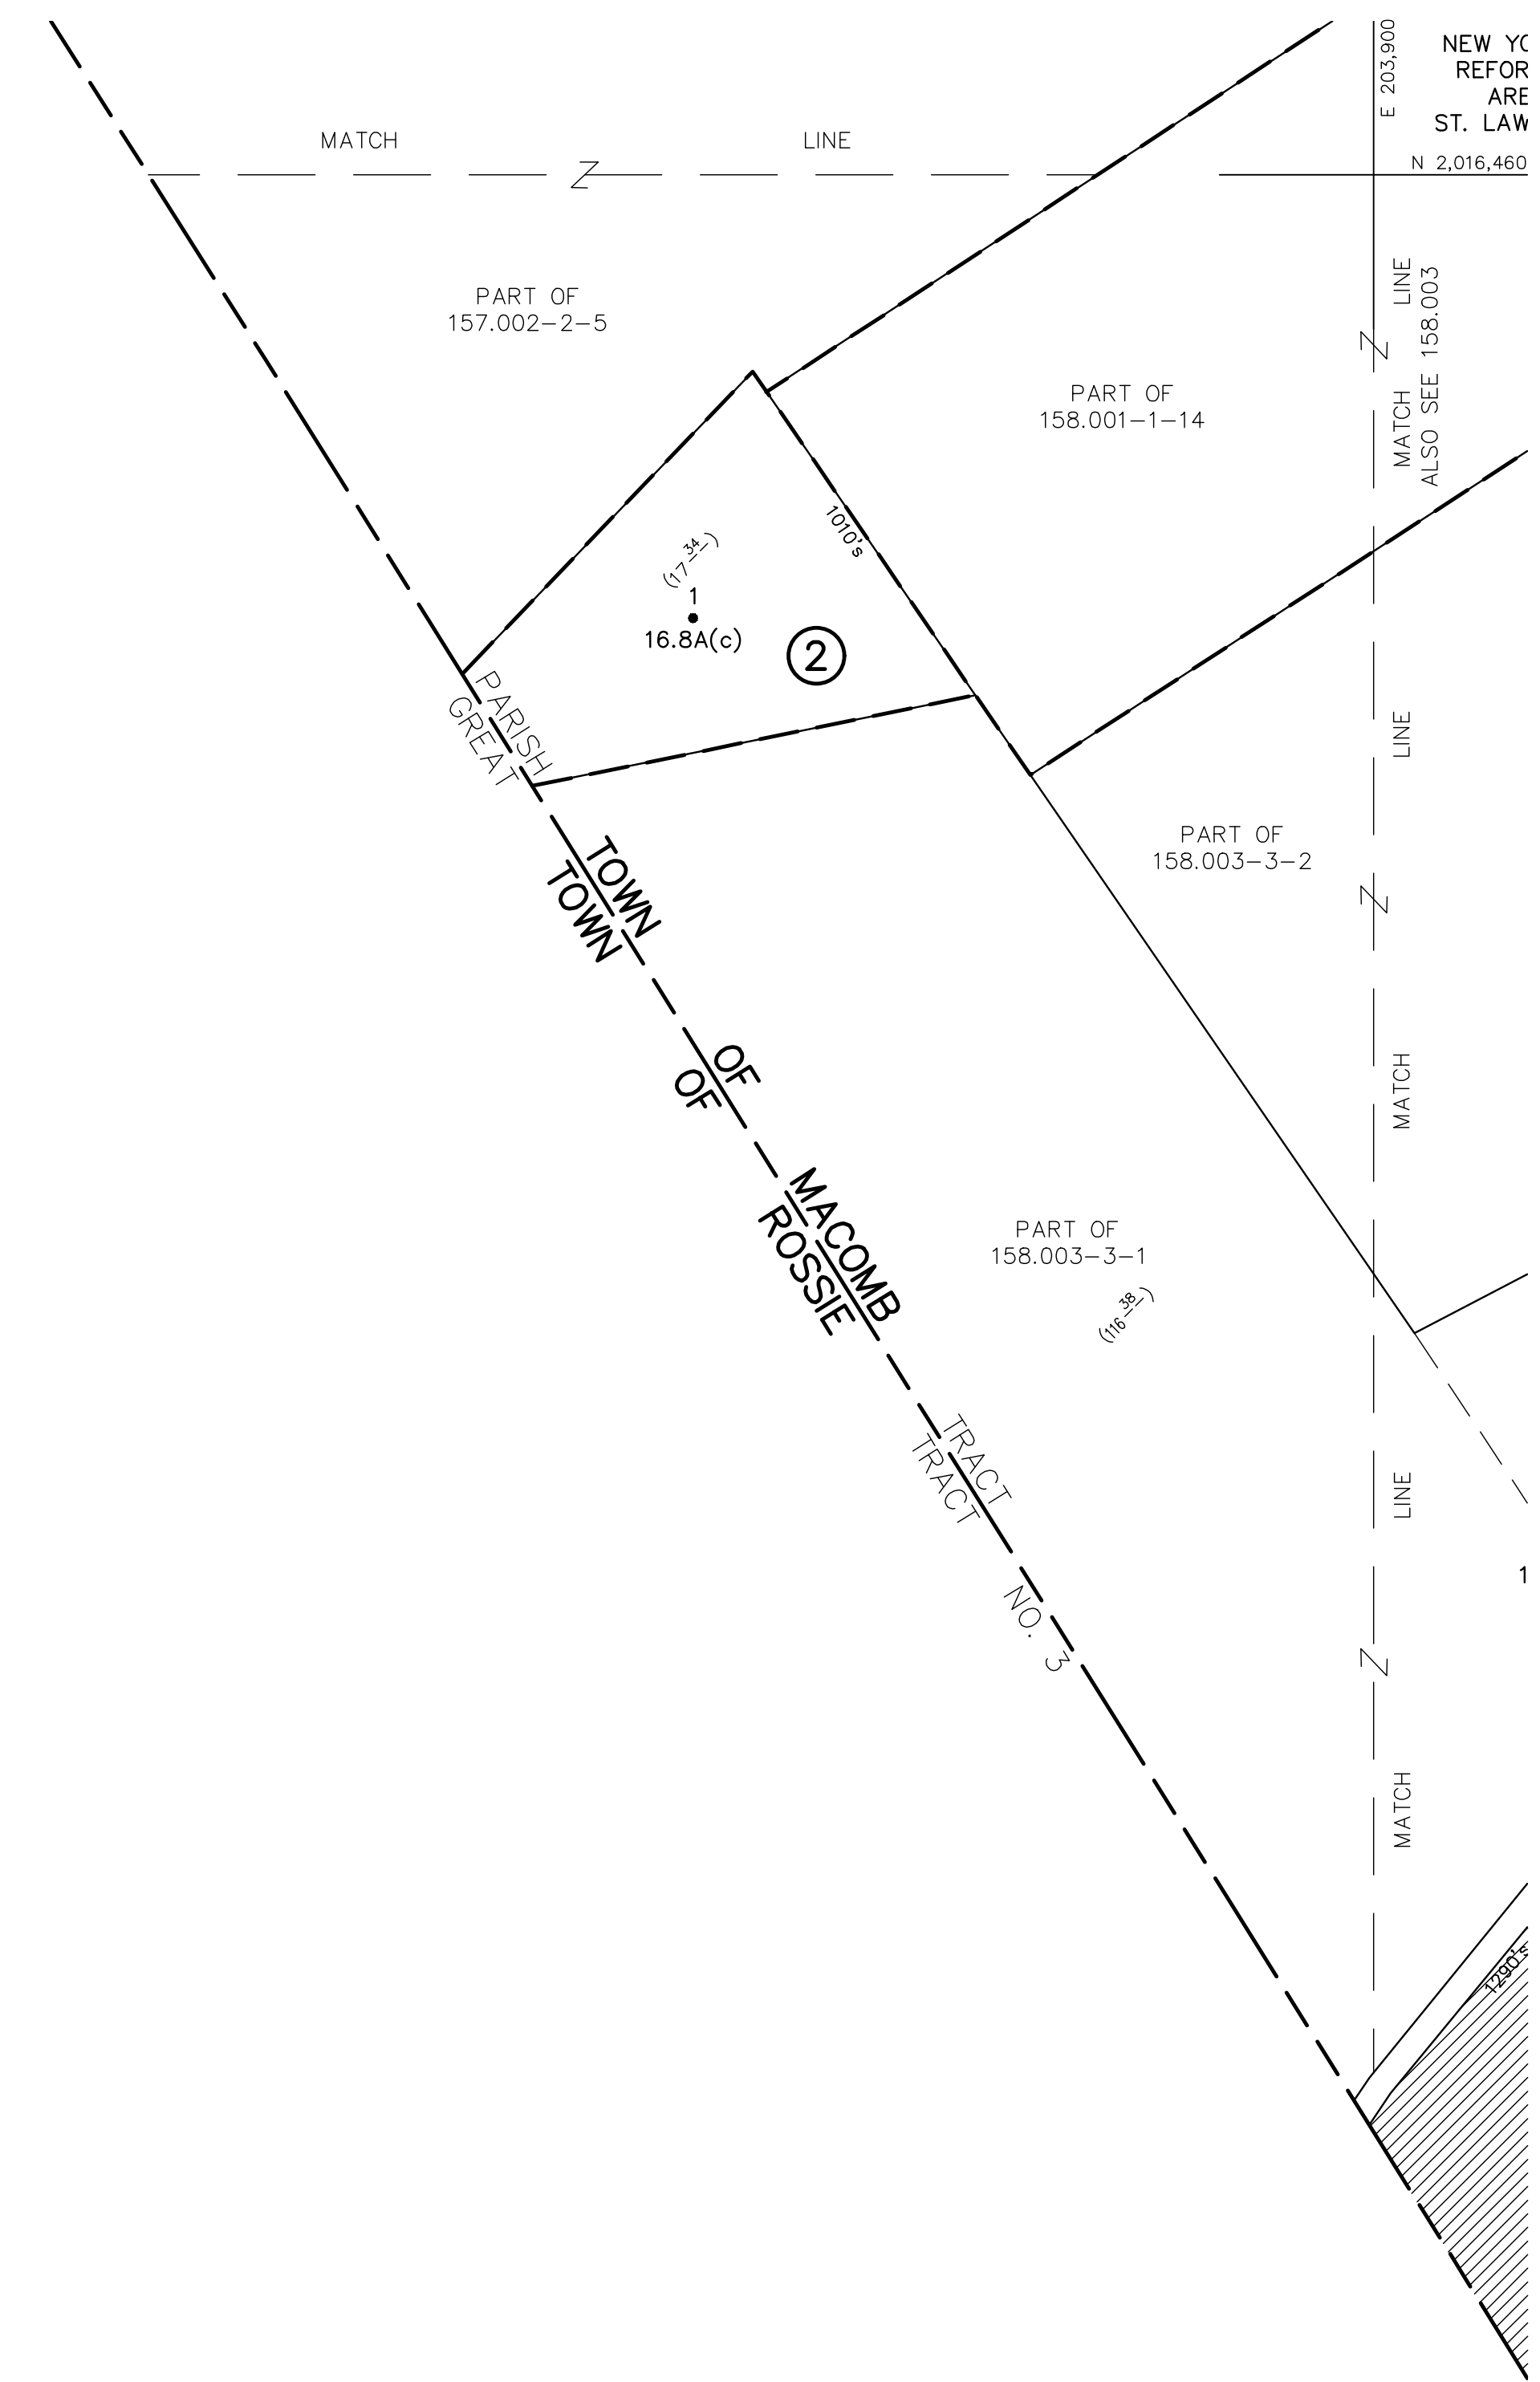 E 203,900
NEW YO
REFOR
ARE
ST. LAW
N 2,016,460
MATCH LINE
PART OF
157.002-2-5
MATCH LINE
ALSO SEE 158.003
PART OF
158.001-1-14
1010's
(17 34)
1
16.8A(c)
2
PARISH
GREAT
LINE
TOWN
TOWN
PART OF
158.003-3-2
OF
OF
MATCH
MACOMB
ROSSIE
PART OF
158.003-3-1
(116 38)
TRACT
TRACT
LINE
1
NO. 3
MATCH
1290's